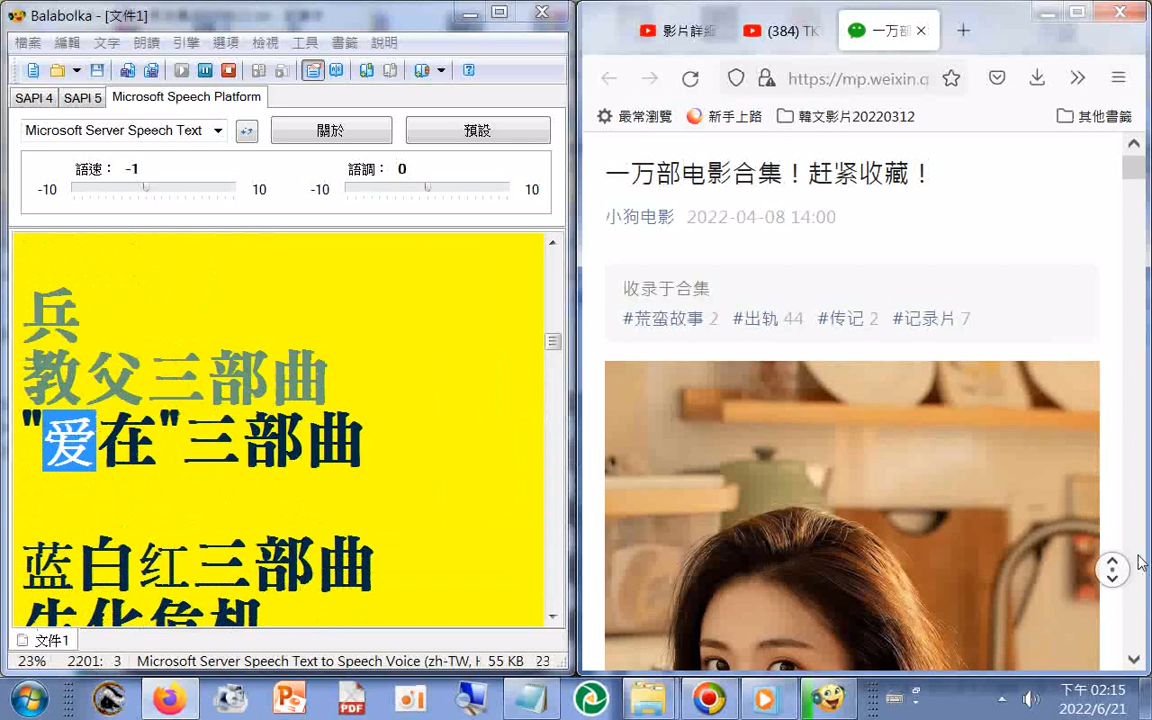 Balabolka - [文件1]
檔案 編輯 文字 朗讀 引擎 選項 檢視 工具 書籤 說明
SAPI 4 SAPI 5 Microsoft Speech Platform
Microsoft Server Speech Text 關於 預設
語速： -1 語調： 0
-10 10 -10 10
兵
教父三部曲
"爱在"三部曲
蓝白红三部曲
生化危机
文件1
23% 2201: 3 Microsoft Server Speech Text to Speech Voice (zh-TW, H 55 KB 23
影片詳細 (384) TK 一万部
https://mp.weixin.q
最常瀏覽 新手上路 韓文影片20220312 其他書籤
一万部电影合集！赶紧收藏！
小狗电影 2022-04-08 14:00
收录于合集
#荒蛮故事 2 #出轨 44 #传记 2 #记录片 7
下午 02:15
2022/6/21